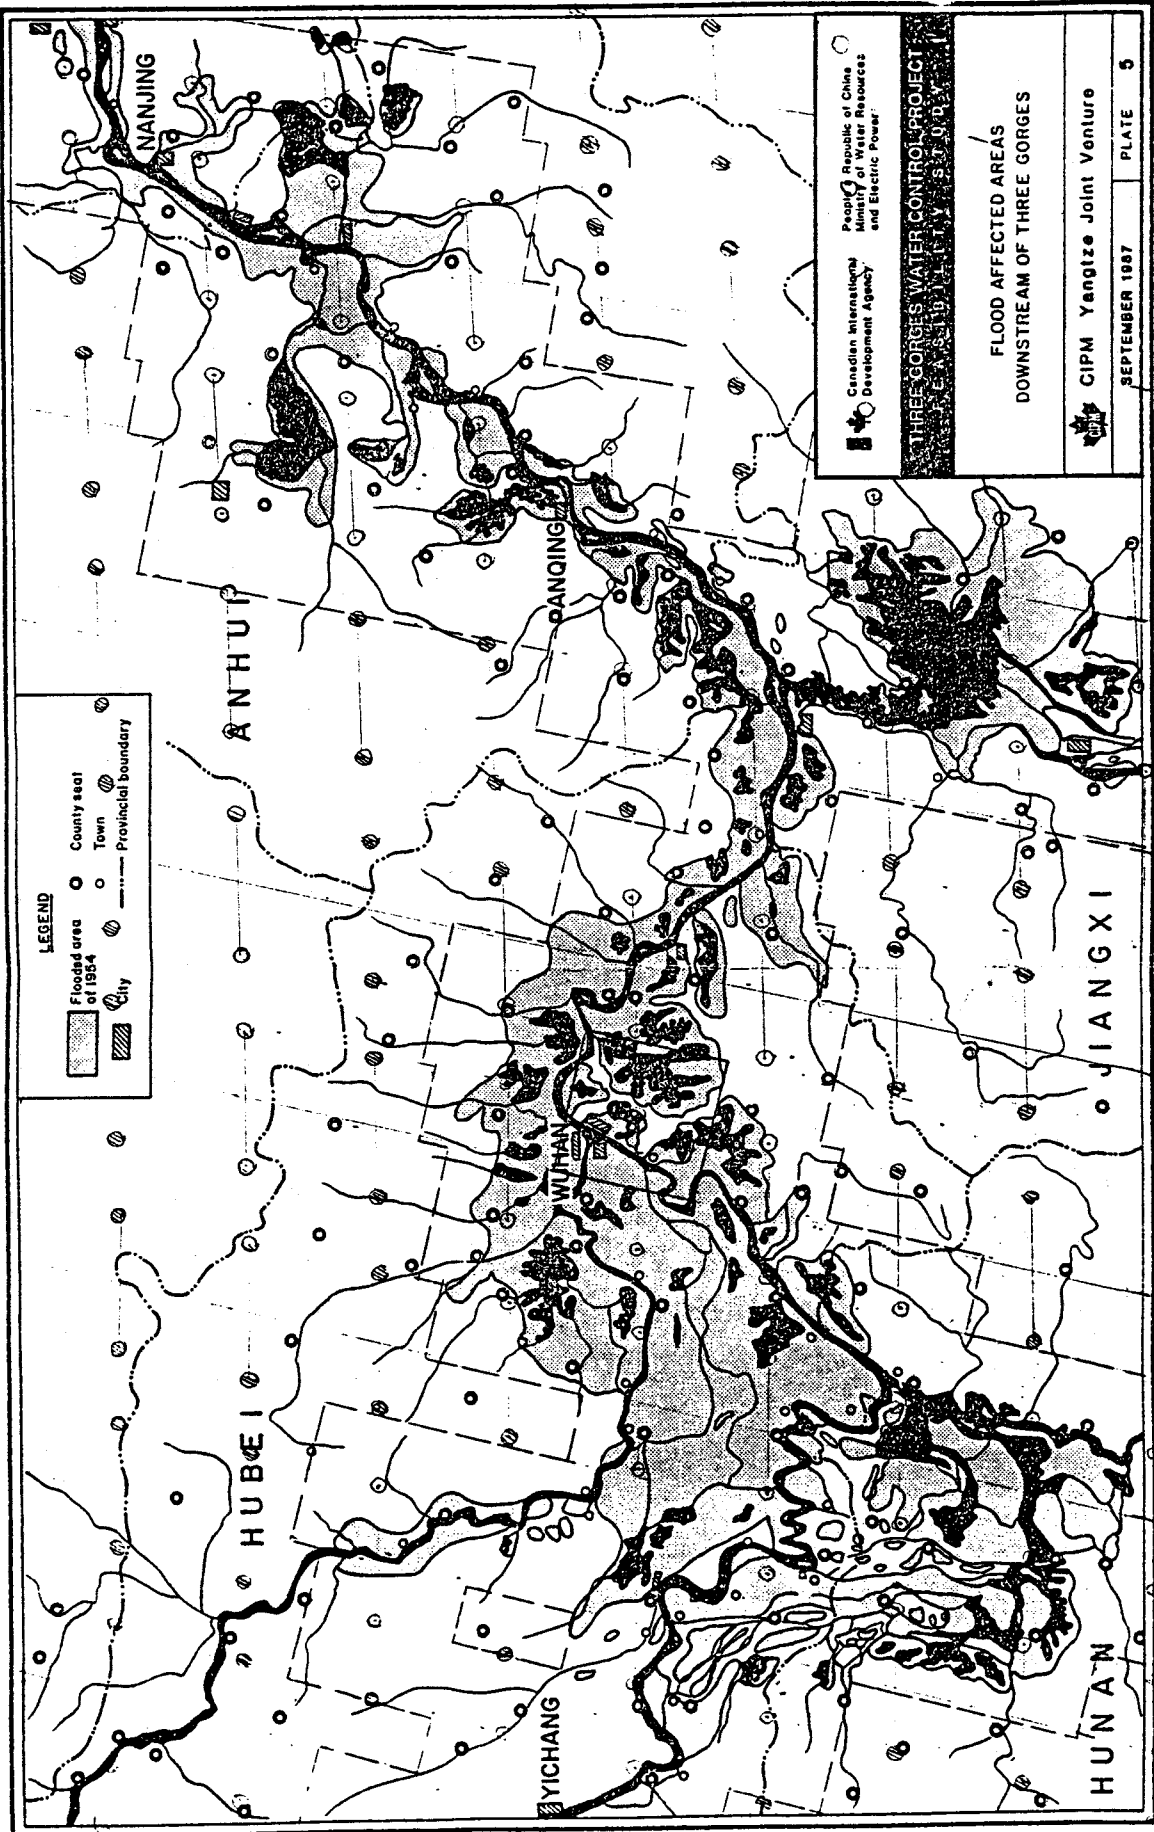 LEGEND
Flooded area
of 1954
City
County seat
Town
Provincial boundary
NANJING
ANHUI
ANQING
HUBEI
WUHAN
YICHANG
JIANGXI
HUNAN
Canadian International
Development Agency
People's Republic of China
Ministry of Water Resources
and Electric Power
THREE GORGES WATER CONTROL PROJECT
FEASIBILITY STUDY
FLOOD AFFECTED AREAS
DOWNSTREAM OF THREE GORGES
CIPM Yangtze Joint Venture
SEPTEMBER 1987
PLATE 5